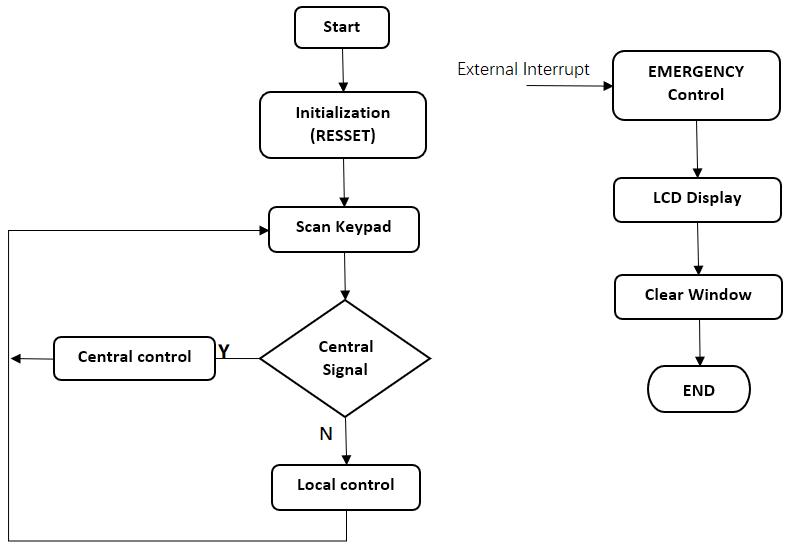 Start
Initialization
(RESSET)
Scan Keypad
Central
Signal
Y
Central control
N
Local control
External Interrupt
EMERGENCY
Control
LCD Display
Clear Window
END